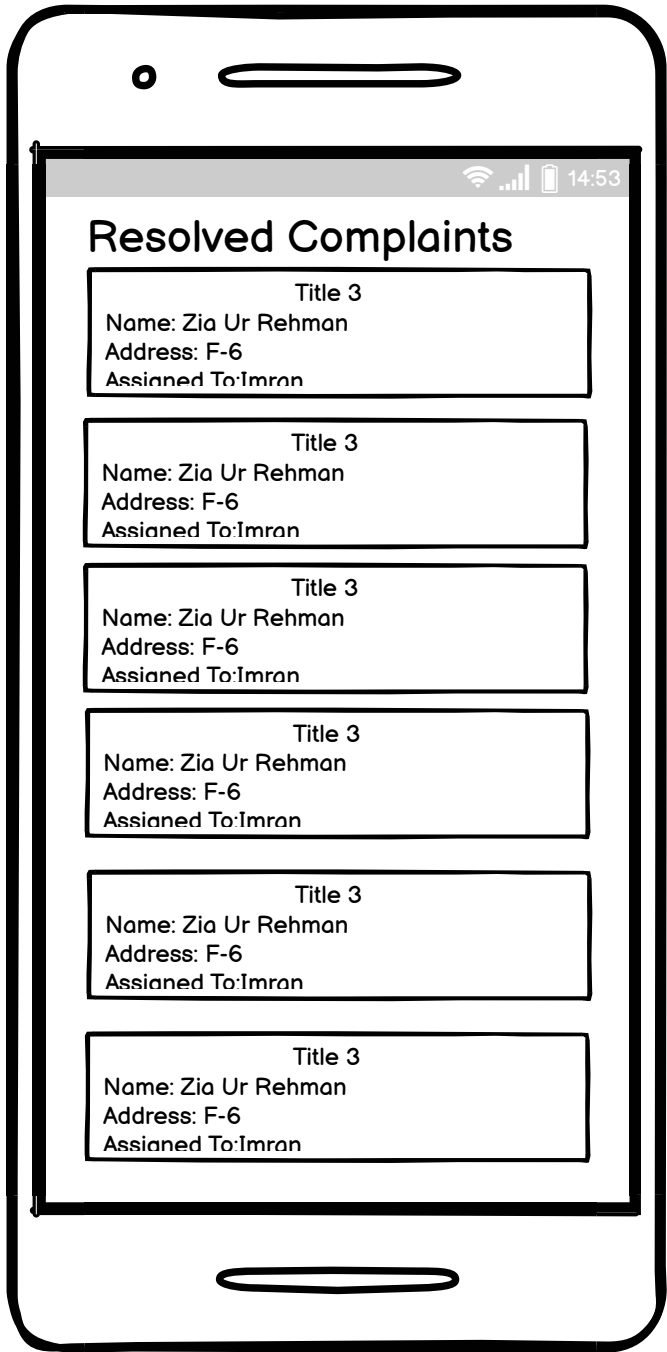 14:53
Resolved Complaints
Title 3
Name: Zia Ur Rehman
Address: F-6
Assigned To:Imran
Title 3
Name: Zia Ur Rehman
Address: F-6
Assigned To:Imran
Title 3
Name: Zia Ur Rehman
Address: F-6
Assigned To:Imran
Title 3
Name: Zia Ur Rehman
Address: F-6
Assigned To:Imran
Title 3
Name: Zia Ur Rehman
Address: F-6
Assigned To:Imran
Title 3
Name: Zia Ur Rehman
Address: F-6
Assigned To:Imran